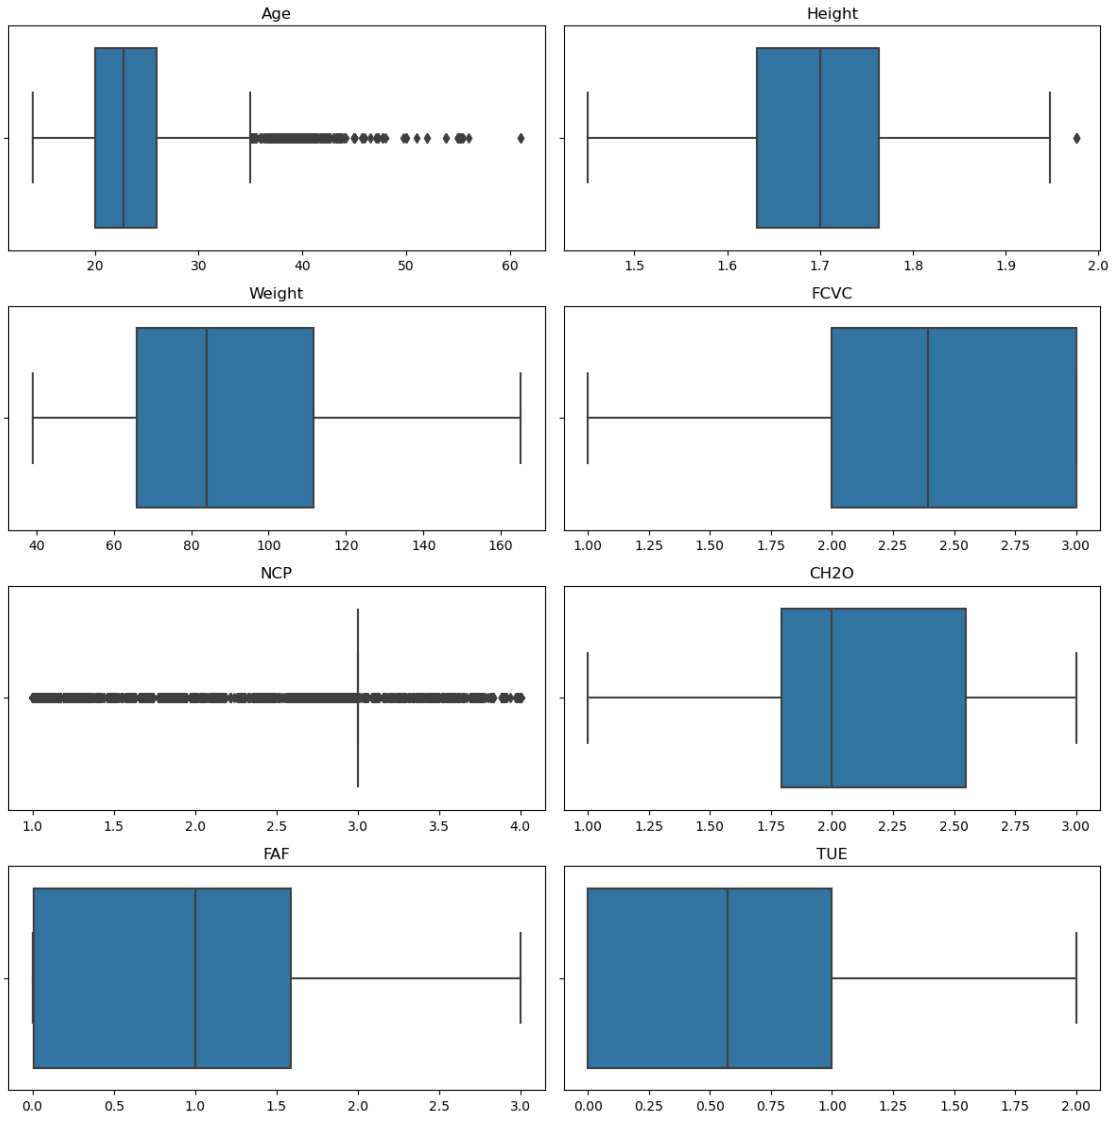 Age
Height
20 30 40 50 60
1.5 1.6 1.7 1.8 1.9 2.0
Weight
FCVC
40 60 80 100 120 140 160
1.00 1.25 1.50 1.75 2.00 2.25 2.50 2.75 3.00
NCP
CH2O
1.0 1.5 2.0 2.5 3.0 3.5 4.0
1.00 1.25 1.50 1.75 2.00 2.25 2.50 2.75 3.00
FAF
TUE
0.0 0.5 1.0 1.5 2.0 2.5 3.0
0.00 0.25 0.50 0.75 1.00 1.25 1.50 1.75 2.00